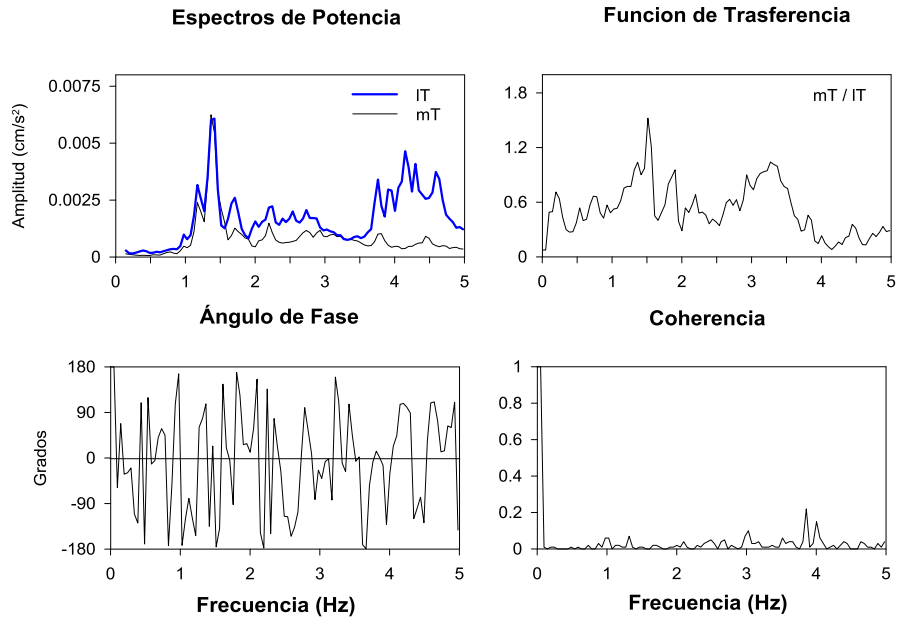 Espectros de Potencia
Amplitud (cm/s²)
0.0075
0.005
0.0025
0
lT
mT
0 1 2 3 4 5
Funcion de Trasferencia
1.8
1.2
0.6
0
mT / lT
0 1 2 3 4 5
Ángulo de Fase
Grados
180
90
0
-90
-180
0 1 2 3 4 5
Frecuencia (Hz)
Coherencia
1
0.8
0.6
0.4
0.2
0
0 1 2 3 4 5
Frecuencia (Hz)